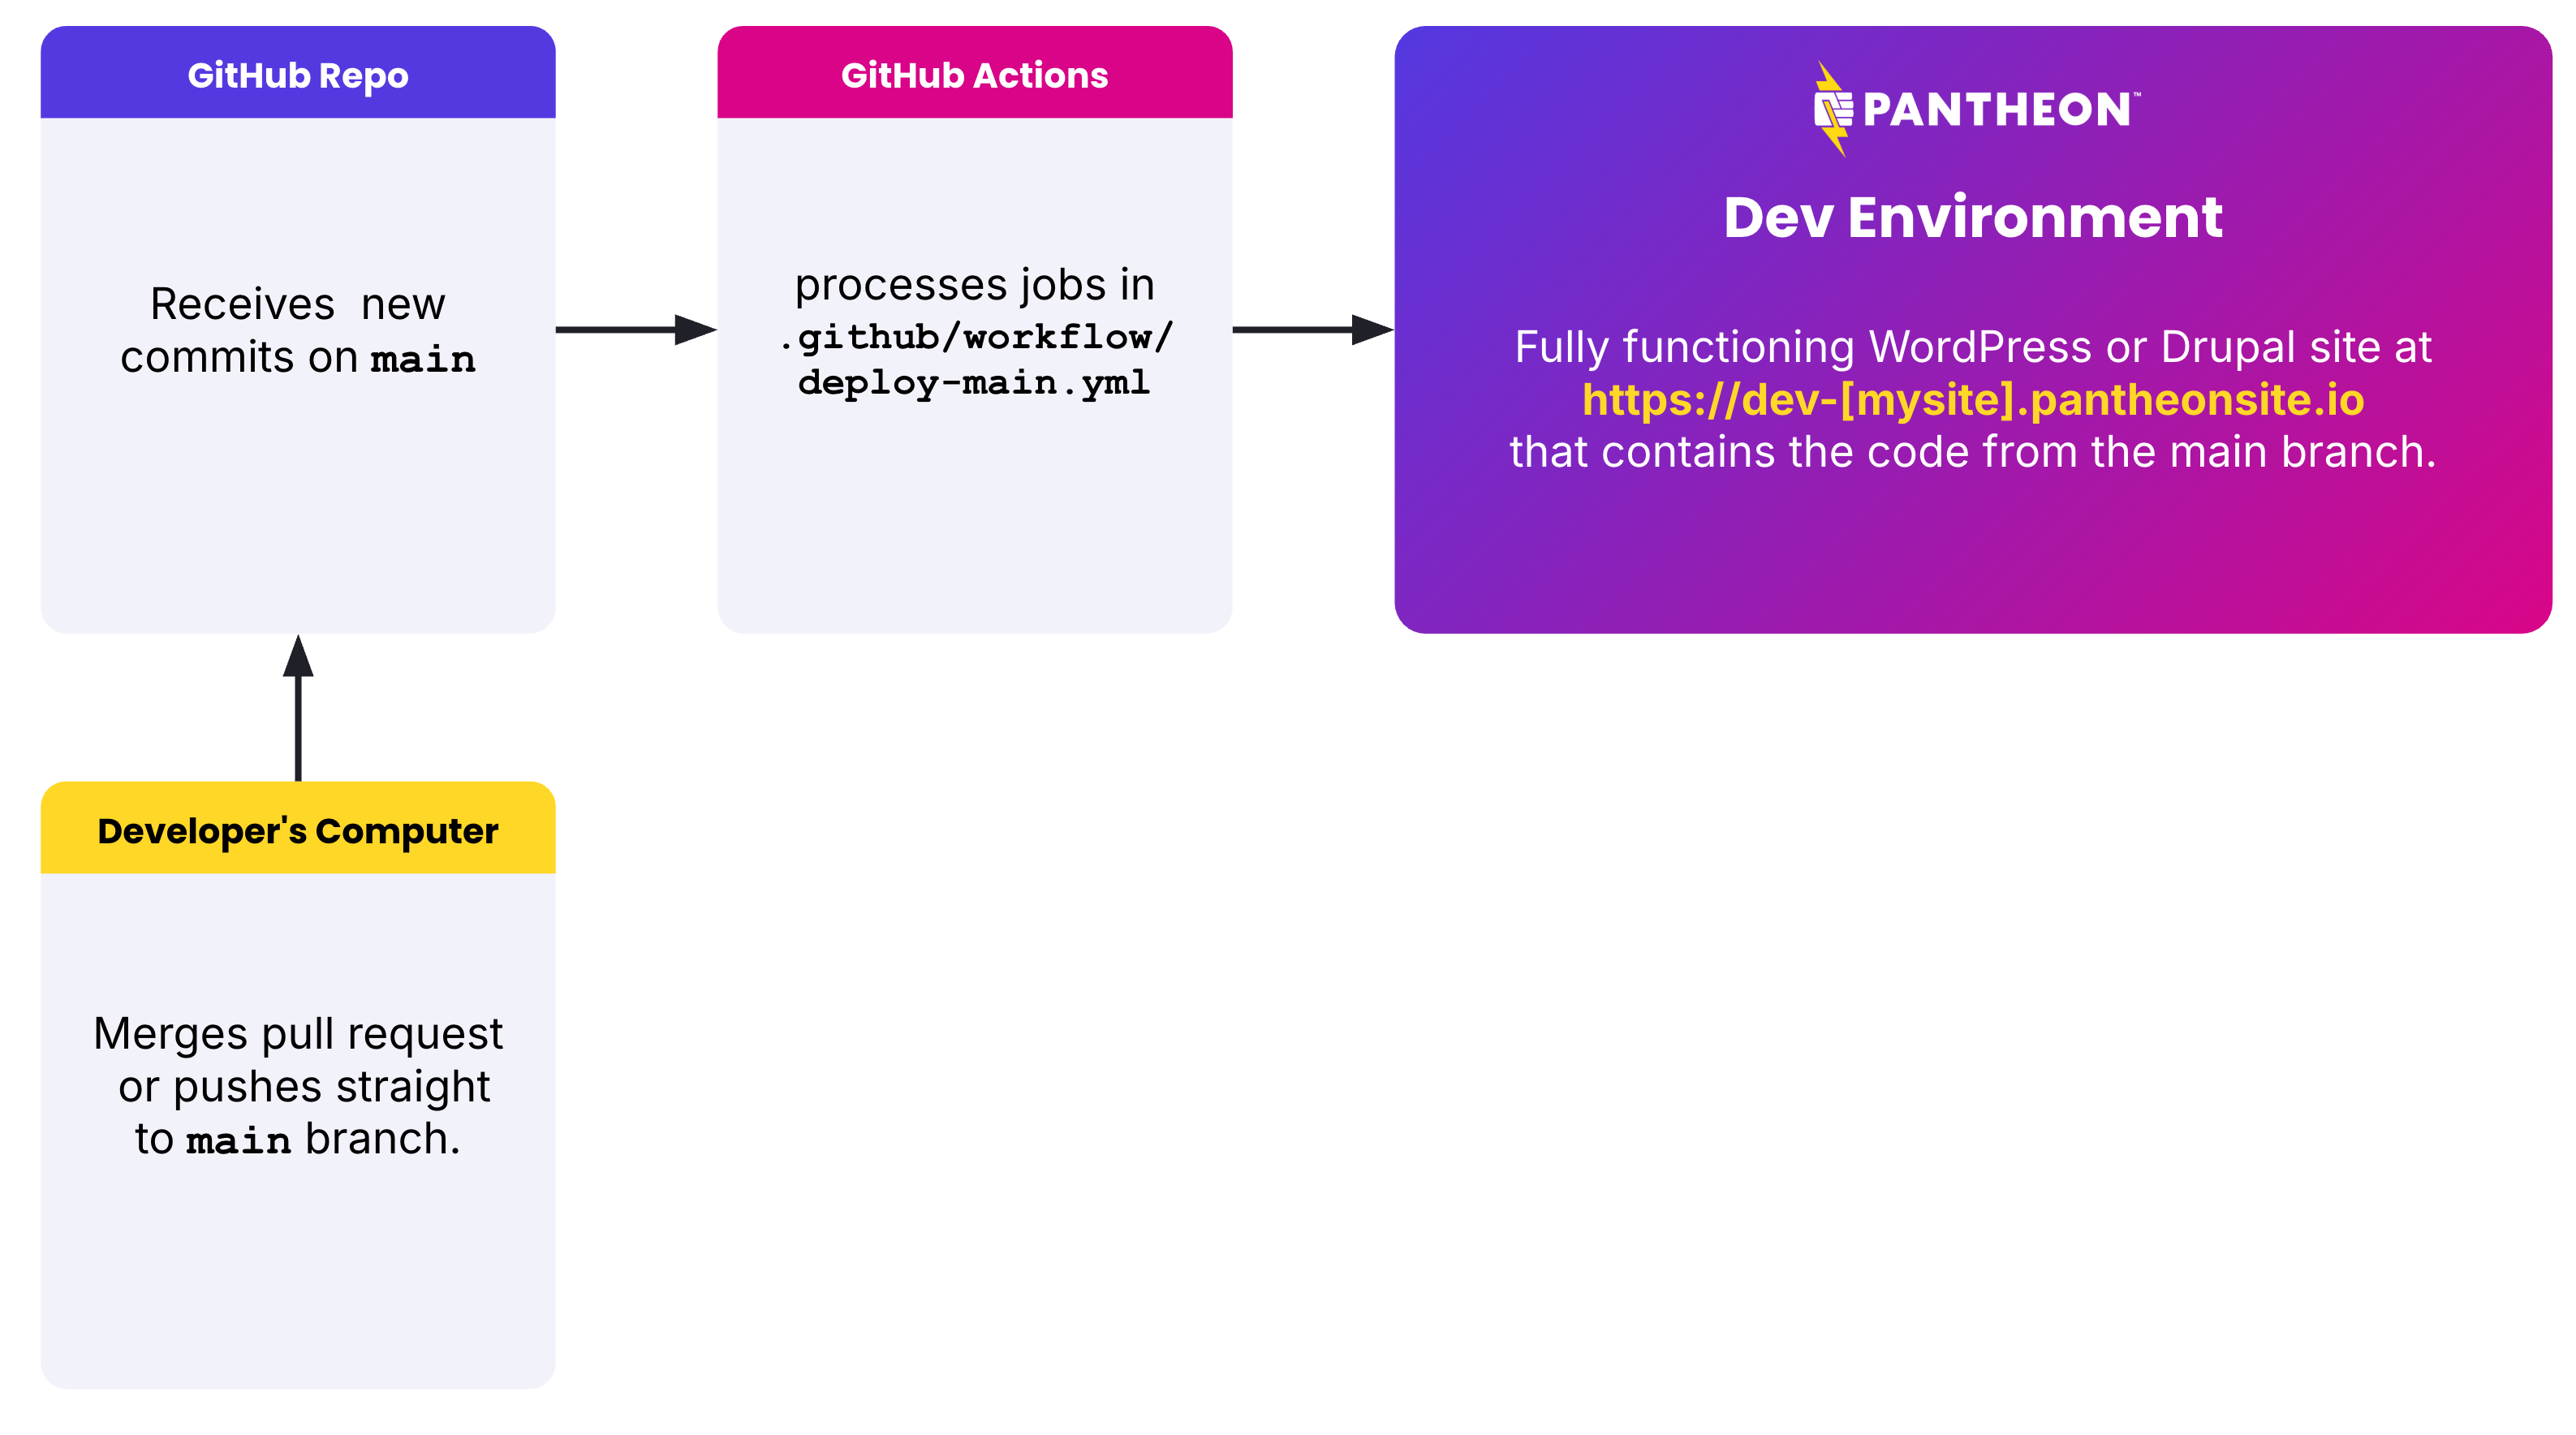 GitHub Repo
Receives new
commits on main
GitHub Actions
processes jobs in
.github/workflow/
deploy-main.yml
PANTHEON™
Dev Environment
Fully functioning WordPress or Drupal site at
https://dev-[mysite].pantheonsite.io
that contains the code from the main branch.
Developer's Computer
Merges pull request
or pushes straight
to main branch.